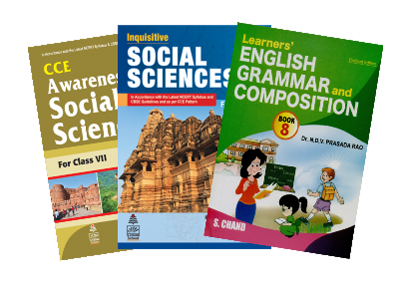 CCE
Awareness
Social
Scien
For Class VII
Inquisitive
SOCIAL
SCIENCES
In Accordance with the Latest NCERT Syllabus and
CBSE Guidelines and as per CCE Pattern
Learners'
ENGLISH
GRAMMAR and
COMPOSITION
BOOK
8
Dr. N.D.V. PRASADA RAO
S. CHAND